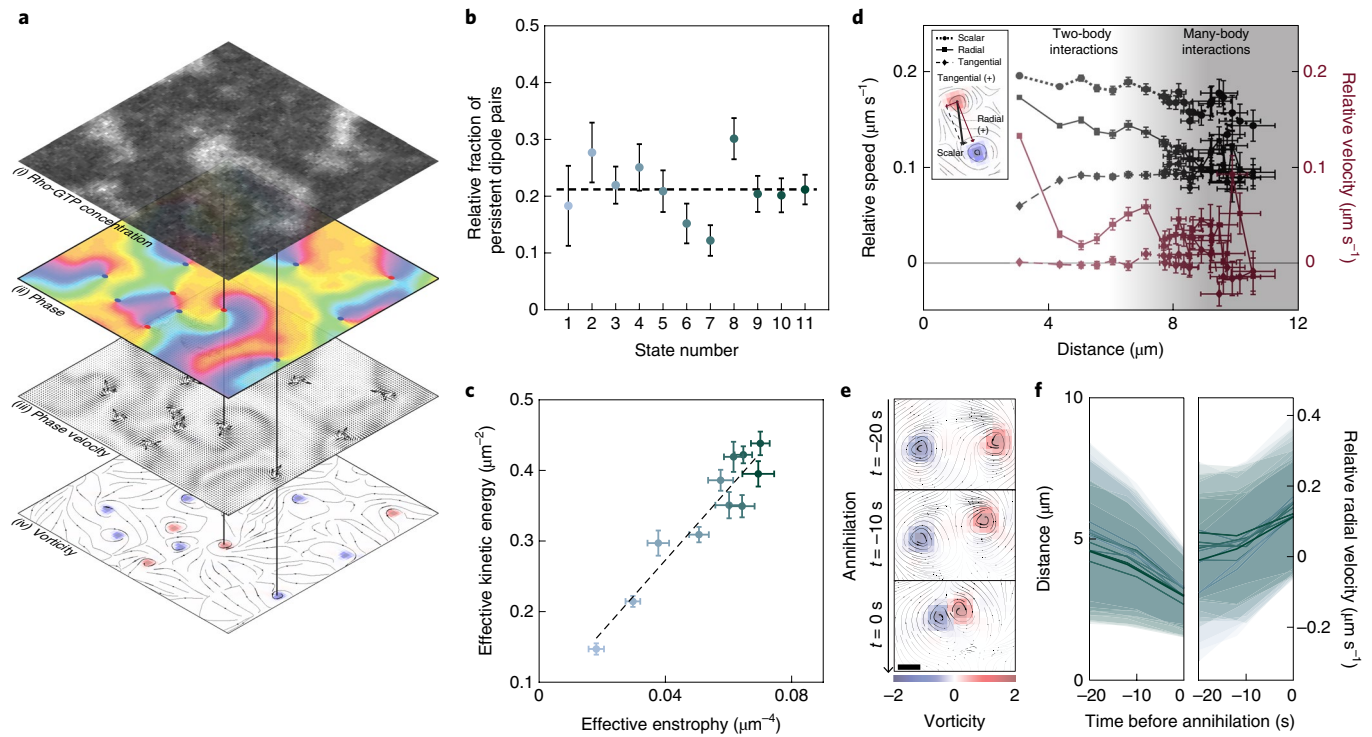 a
(i) Rho-GTP concentration
(ii) Phase
(iii) Phase velocity
(iv) Vorticity
b
Relative fraction of
persistent dipole pairs
0.5
0.4
0.3
0.2
0.1
0
1 2 3 4 5 6 7 8 9 10 11
State number
c
Effective kinetic energy (μm⁻²)
0.5
0.4
0.3
0.2
0.1
0 0.04 0.08
Effective enstrophy (μm⁻⁴)
d
Scalar
Radial
Tangential
Tangential (+)
Radial
(+)
Scalar
Two-body
interactions
Many-body
interactions
Relative speed (μm s⁻¹)
0.2
0.1
0
Relative velocity (μm s⁻¹)
0.2
0.1
0
0 4 8 12
Distance (μm)
e
Annihilation
t = −20 s
t = −10 s
t = 0 s
−2 0 2
Vorticity
f
Distance (μm)
10
5
0
Relative radial velocity (μm s⁻¹)
0.4
0.2
0
−0.2
−20 −10 0 −20 −10 0
Time before annihilation (s)